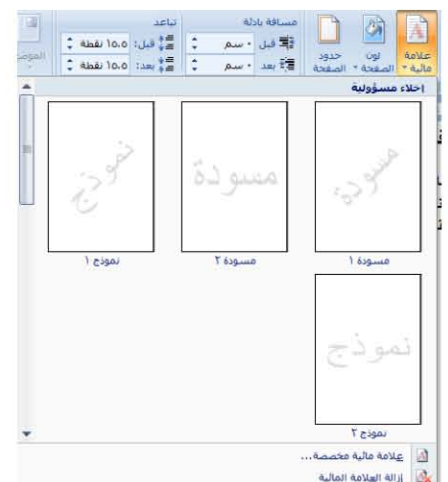 علامة مائية
لون الصفحة
حدود الصفحة
مسافة بادئة
قبل ٠ سم
بعد ٠ سم
تباعد
قبل: ١٥.٥ نقطة
بعد: ١٥.٥ نقطة
إخلاء مسؤولية
مسودة
مسودة
نموذج
مسودة ١
مسودة ٢
نموذج ١
نموذج
نموذج ٢
علامة مائية مخصصة...
إزالة العلامة المائية